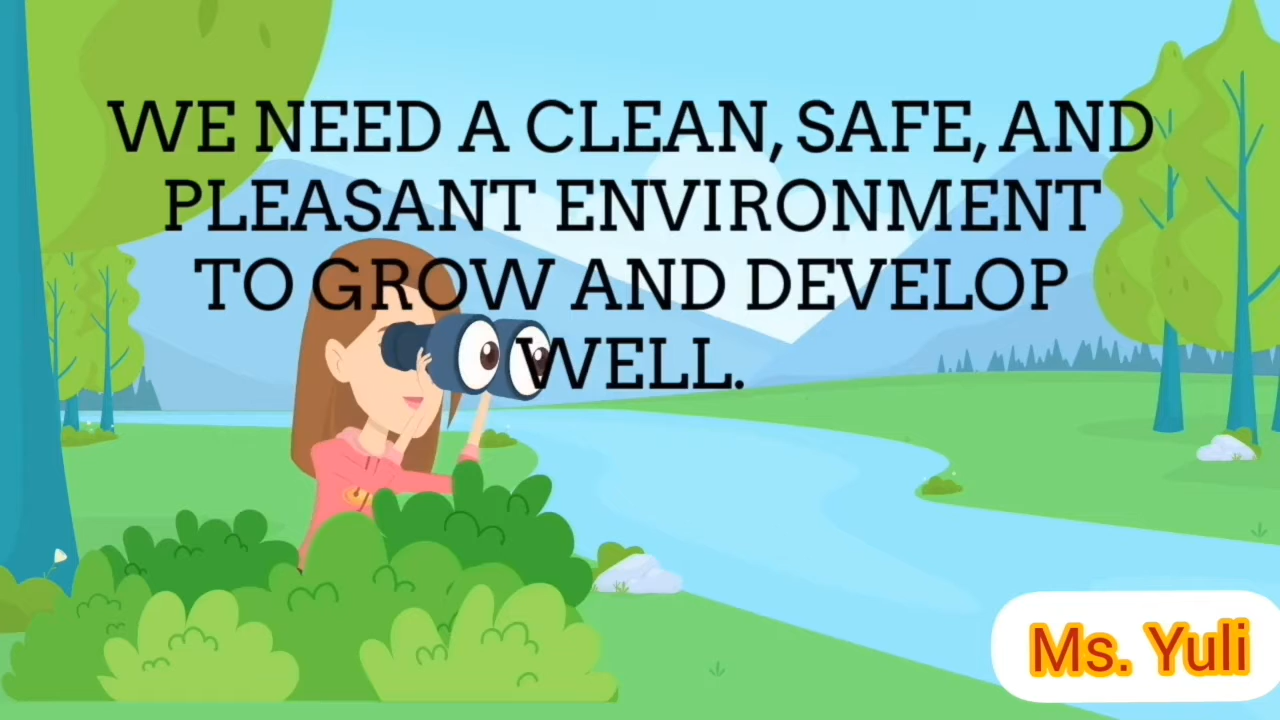 WE NEED A CLEAN, SAFE, AND
PLEASANT ENVIRONMENT
TO GROW AND DEVELOP
WELL.
Ms. Yuli